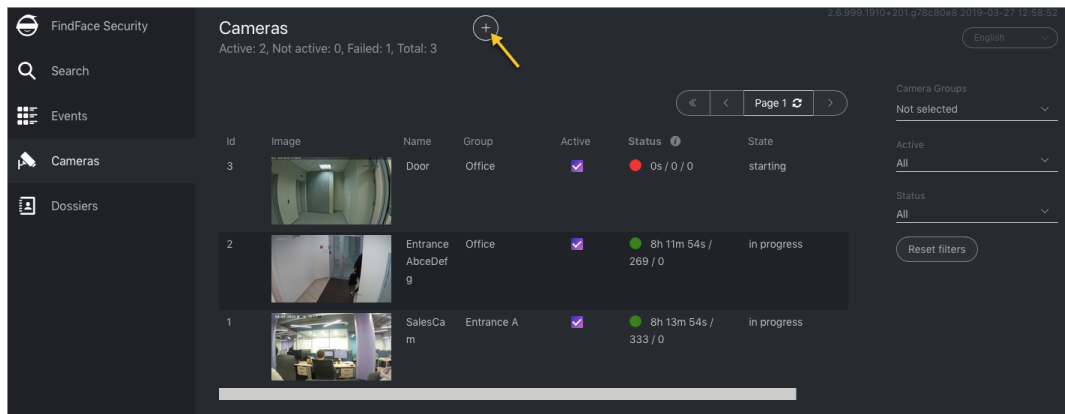 2.6.999.1910+201.g78c80e8 2019-03-27 12:58:52
FindFace Security
Search
Events
Cameras
Dossiers
Cameras
Active: 2, Not active: 0, Failed: 1, Total: 3
English
Page 1
Id Image Name Group Active Status State
3 Door Office 0s / 0 / 0 starting
2 Entrance Office 8h 11m 54s / in progress
AbceDef 269 / 0
g
1 SalesCa Entrance A 8h 13m 54s / in progress
m 333 / 0
Camera Groups
Not selected
Active
All
Status
All
Reset filters